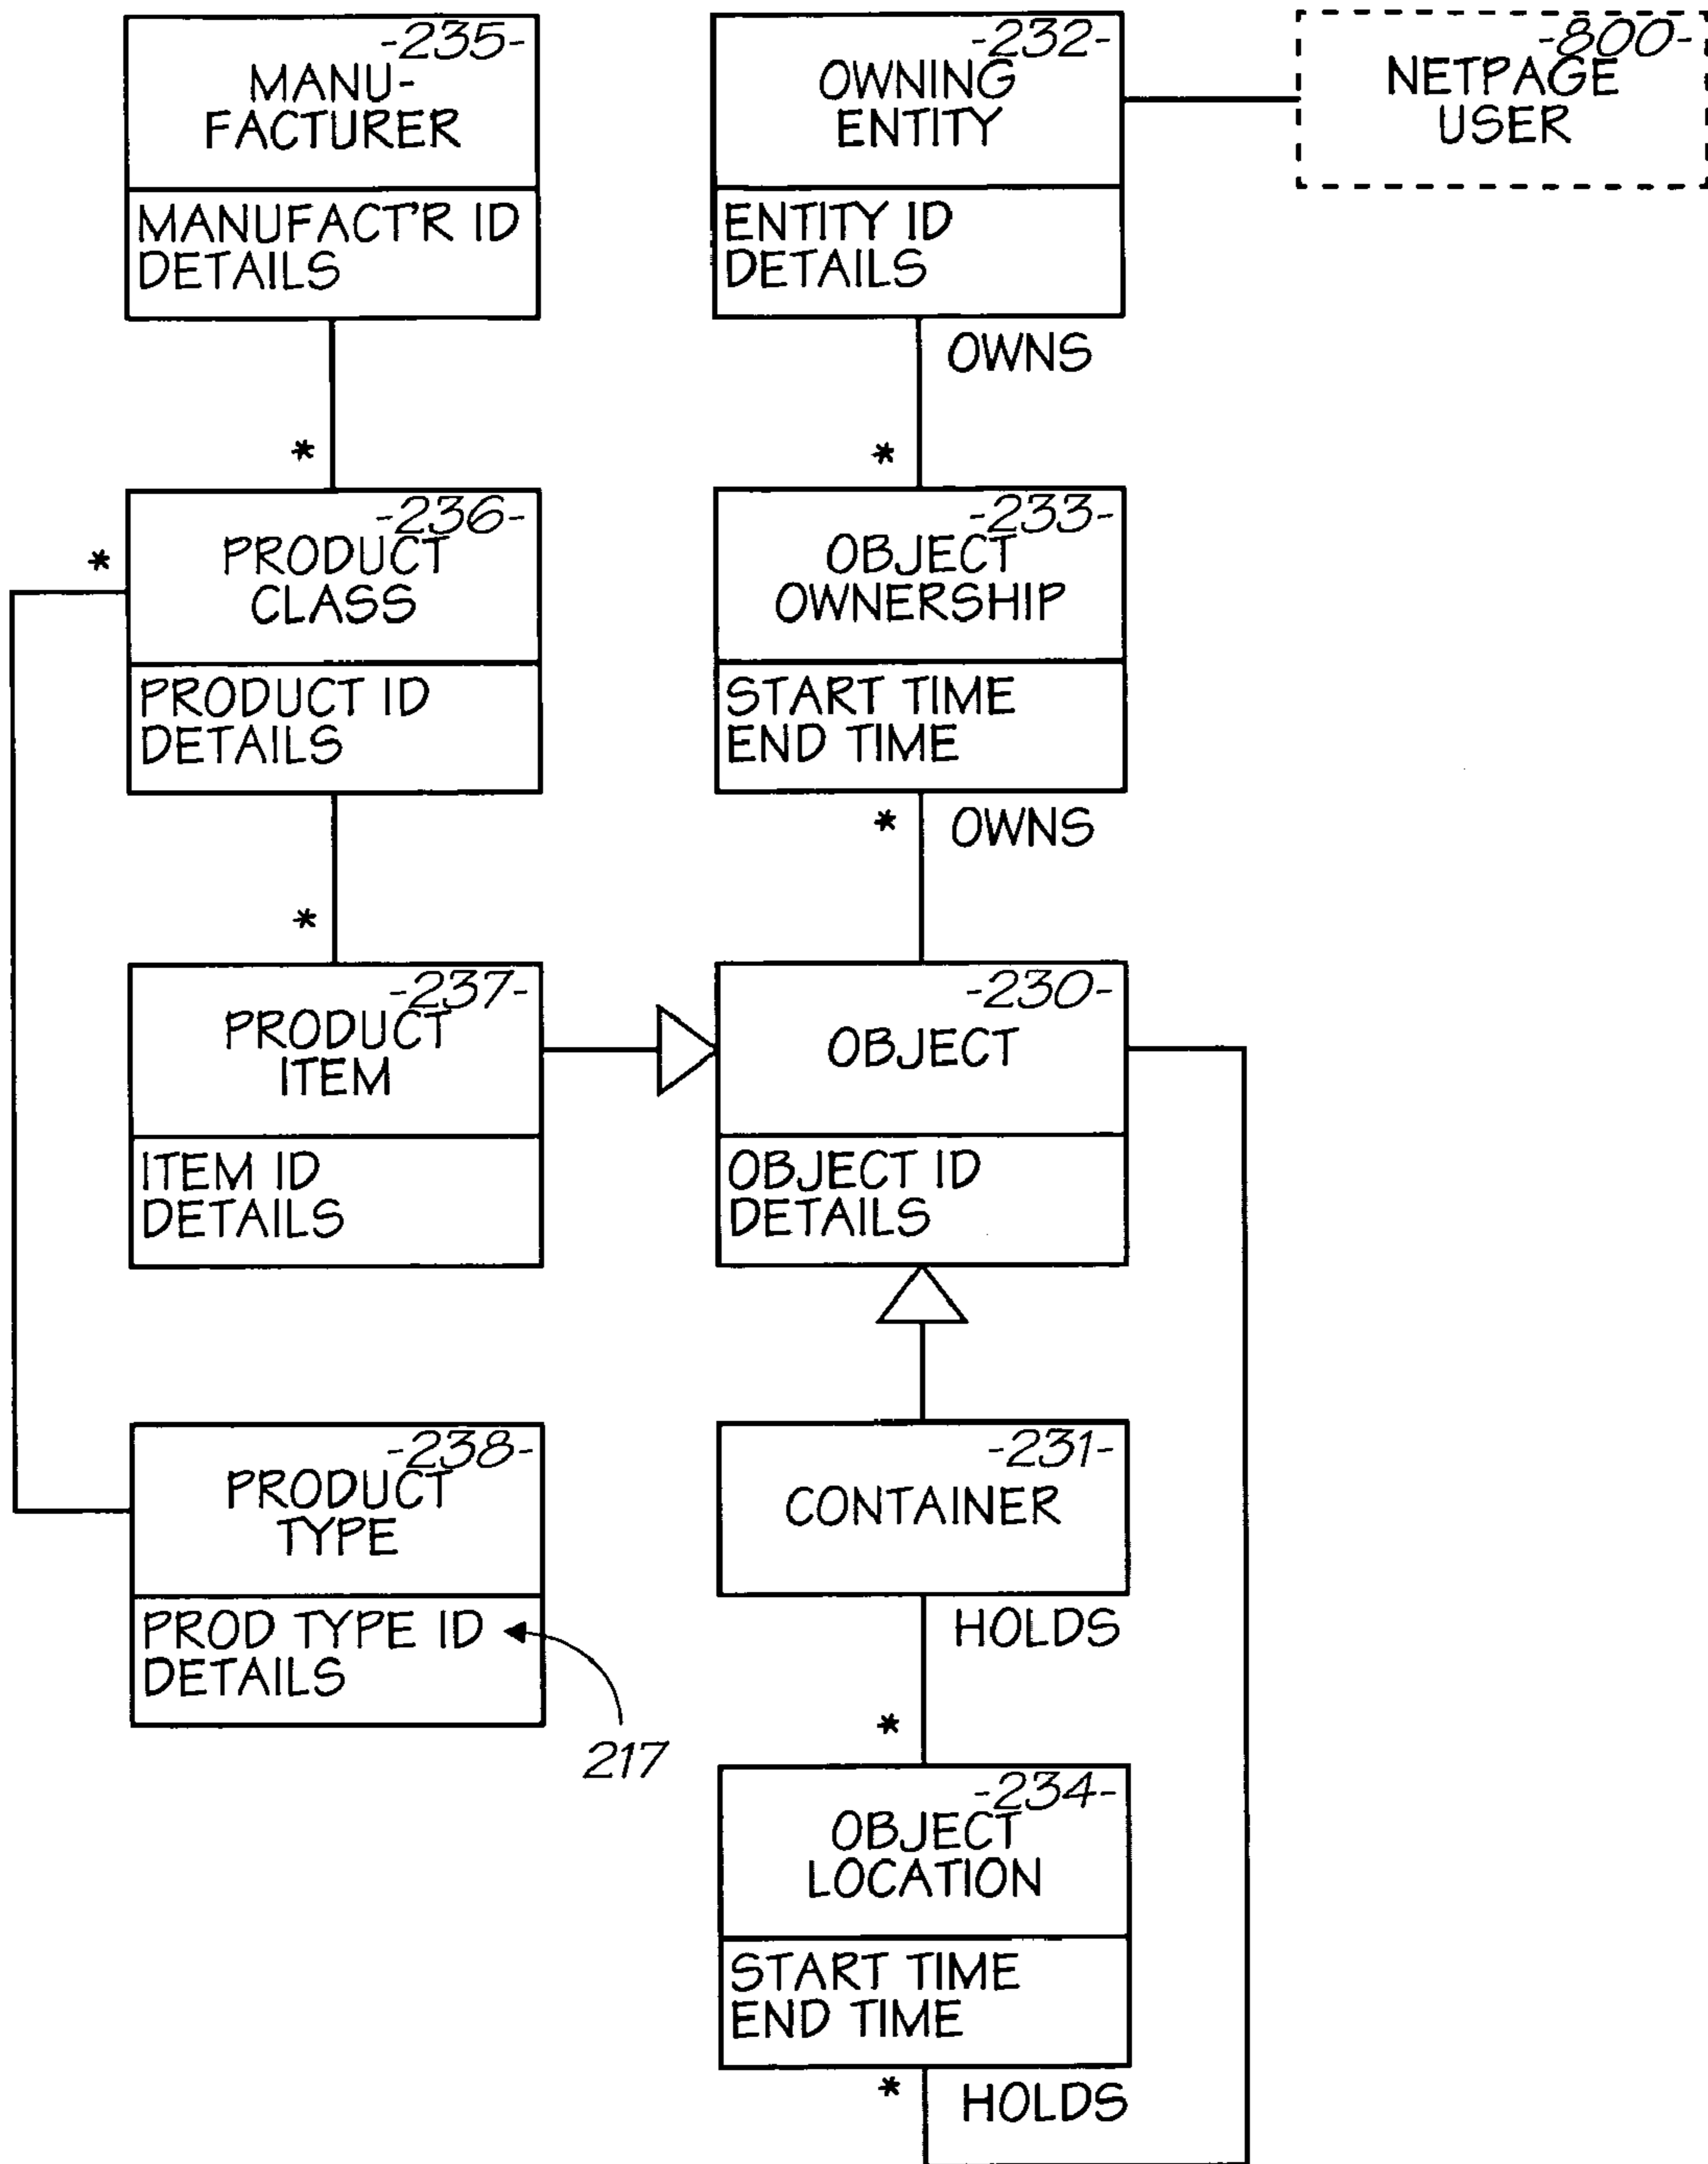 -235-
MANU-
FACTURER
MANUFACT'R ID
DETAILS
-232-
OWNING
ENTITY
ENTITY ID
DETAILS
-800-
NETPAGE
USER
OWNS
*
*
-236-
PRODUCT
CLASS
PRODUCT ID
DETAILS
*
-233-
OBJECT
OWNERSHIP
START TIME
END TIME
* OWNS
*
-237-
PRODUCT
ITEM
ITEM ID
DETAILS
-230-
OBJECT
OBJECT ID
DETAILS
-238-
PRODUCT
TYPE
PROD TYPE ID
DETAILS
217
-231-
CONTAINER
HOLDS
*
-234-
OBJECT
LOCATION
START TIME
END TIME
* HOLDS